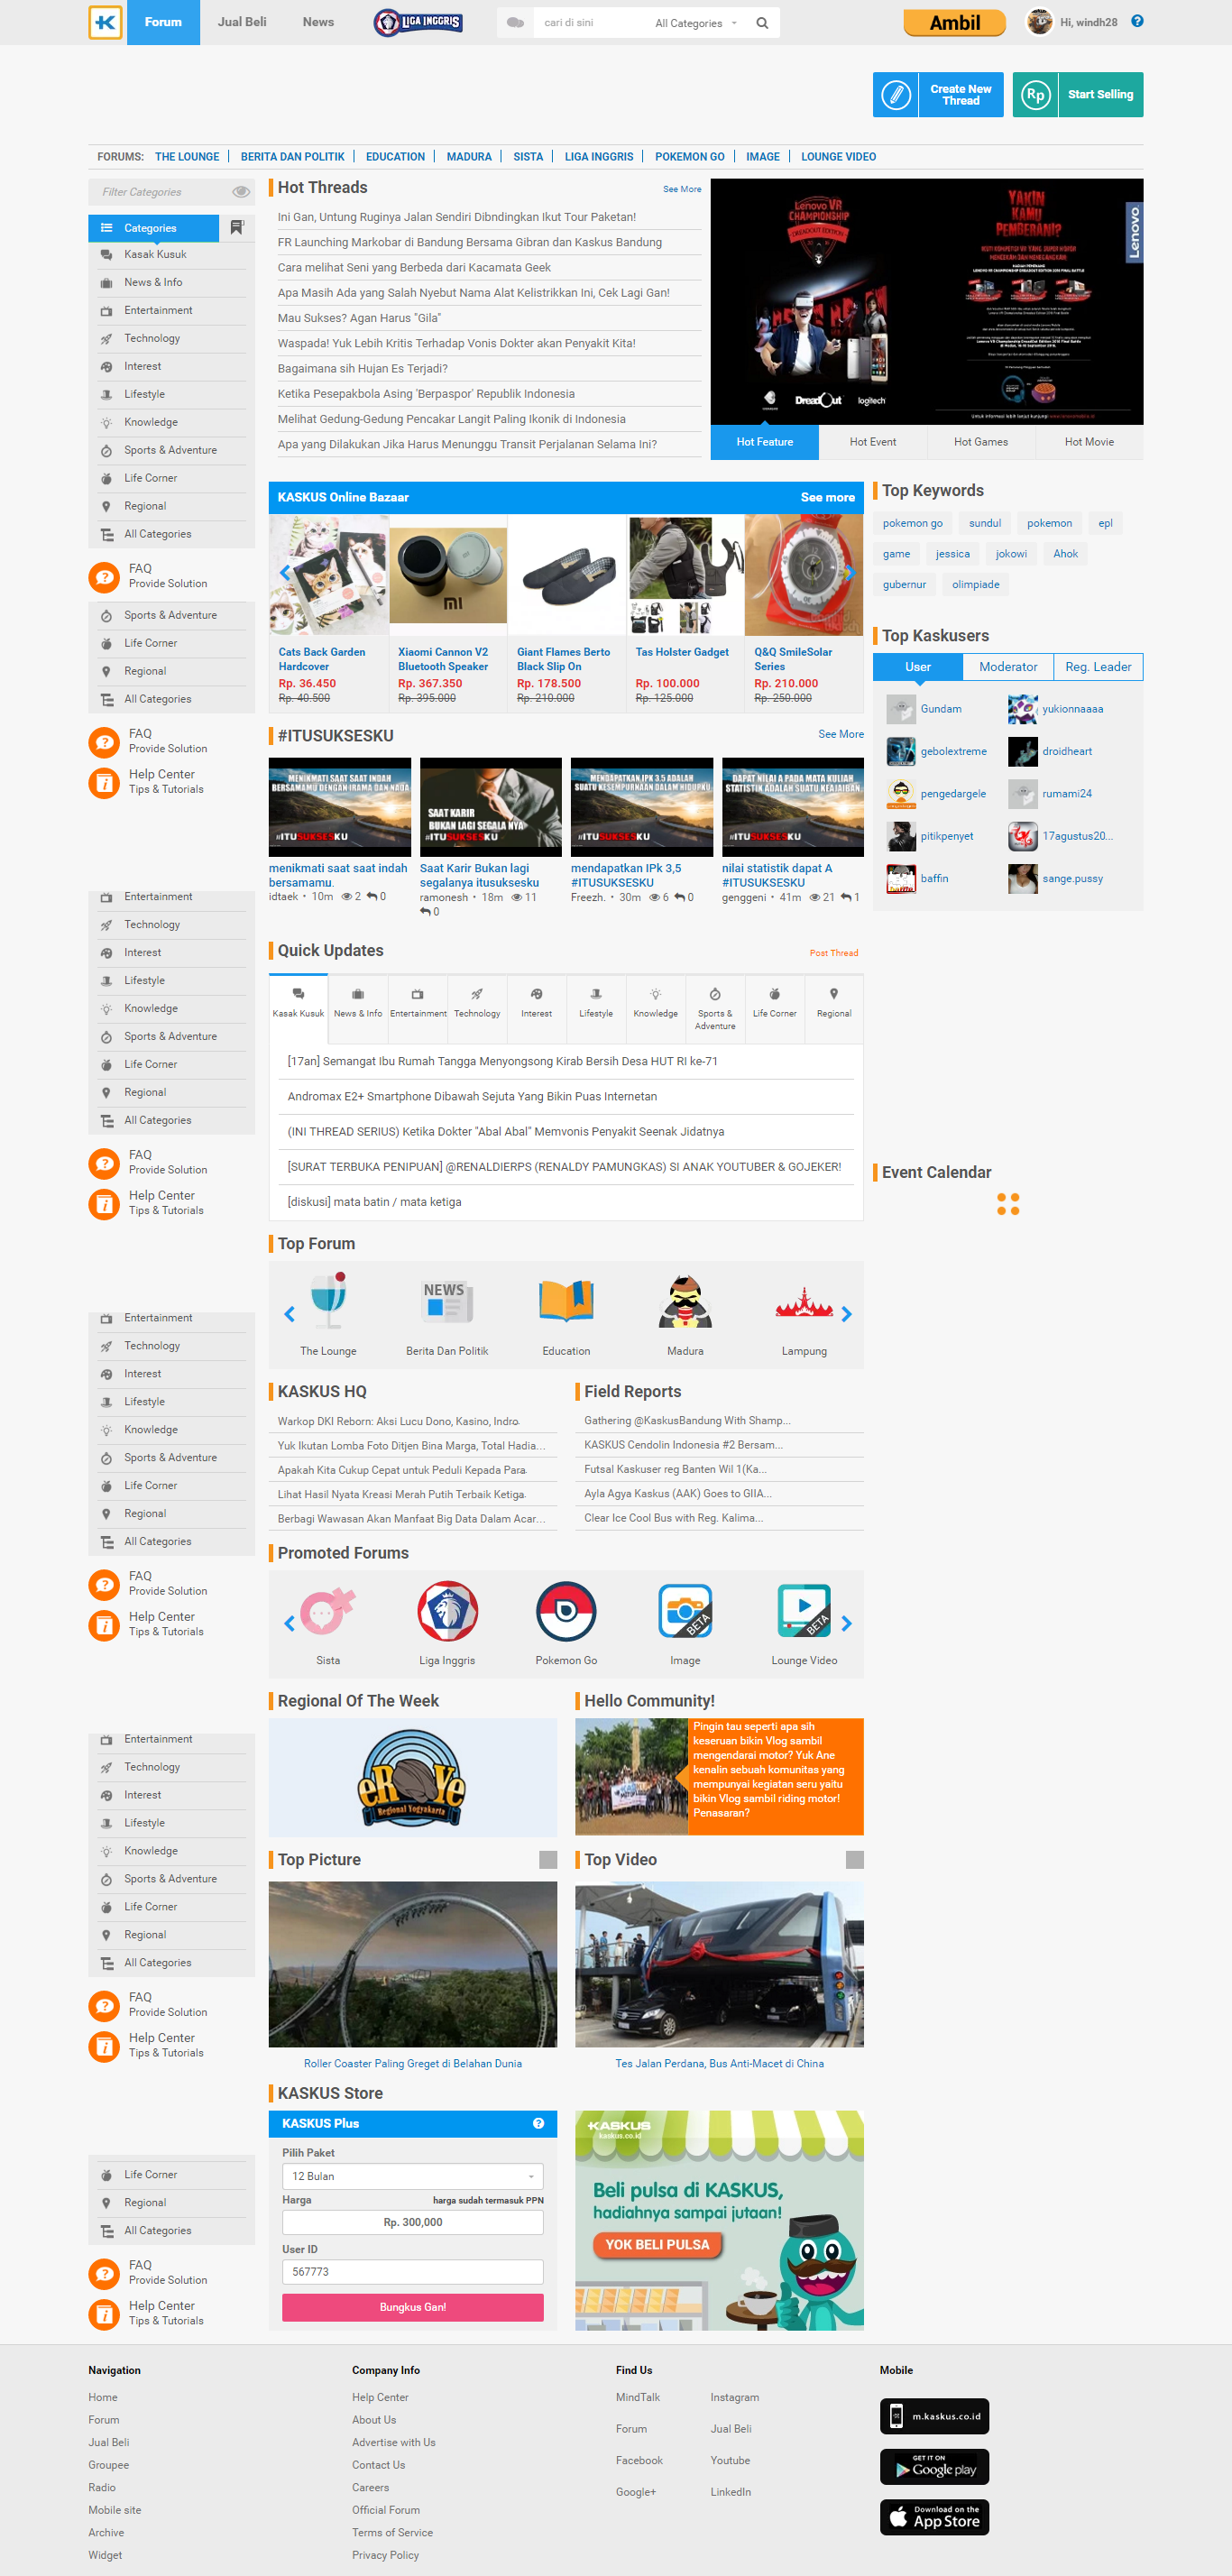 Forum
Jual Beli
News
LIGA INGGRIS
cari di sini
All Categories
Ambil
Hi, windh28
Create New
Thread
Rp
Start Selling
FORUMS:
THE LOUNGE
BERITA DAN POLITIK
EDUCATION
MADURA
SISTA
LIGA INGGRIS
POKEMON GO
IMAGE
LOUNGE VIDEO
Filter Categories
Categories
Kasak Kusuk
News & Info
Entertainment
Technology
Interest
Lifestyle
Knowledge
Sports & Adventure
Life Corner
Regional
All Categories
FAQ
Provide Solution
Sports & Adventure
Life Corner
Regional
All Categories
FAQ
Provide Solution
Help Center
Tips & Tutorials
Entertainment
Technology
Interest
Lifestyle
Knowledge
Sports & Adventure
Life Corner
Regional
All Categories
FAQ
Provide Solution
Help Center
Tips & Tutorials
Entertainment
Technology
Interest
Lifestyle
Knowledge
Sports & Adventure
Life Corner
Regional
All Categories
FAQ
Provide Solution
Help Center
Tips & Tutorials
Entertainment
Technology
Interest
Lifestyle
Knowledge
Sports & Adventure
Life Corner
Regional
All Categories
FAQ
Provide Solution
Help Center
Tips & Tutorials
Life Corner
Regional
All Categories
FAQ
Provide Solution
Help Center
Tips & Tutorials
Hot Threads
See More
Ini Gan, Untung Ruginya Jalan Sendiri Dibndingkan Ikut Tour Paketan!
FR Launching Markobar di Bandung Bersama Gibran dan Kaskus Bandung
Cara melihat Seni yang Berbeda dari Kacamata Geek
Apa Masih Ada yang Salah Nyebut Nama Alat Kelistrikkan Ini, Cek Lagi Gan!
Mau Sukses? Agan Harus "Gila"
Waspada! Yuk Lebih Kritis Terhadap Vonis Dokter akan Penyakit Kita!
Bagaimana sih Hujan Es Terjadi?
Ketika Pesepakbola Asing 'Berpaspor' Republik Indonesia
Melihat Gedung-Gedung Pencakar Langit Paling Ikonik di Indonesia
Apa yang Dilakukan Jika Harus Menunggu Transit Perjalanan Selama Ini?
Lenovo VR
CHAMPIONSHIP
DREADOUT EDITION
YAKIN
KAMU
PEMBERANI?
Lenovo
DreadOut
logitech
Hot Feature
Hot Event
Hot Games
Hot Movie
KASKUS Online Bazaar
See more
mi
Cats Back Garden
Hardcover
Rp. 36.450
Rp. 40.500
Xiaomi Cannon V2
Bluetooth Speaker
Rp. 367.350
Rp. 395.000
Giant Flames Berto
Black Slip On
Rp. 178.500
Rp. 210.000
Tas Holster Gadget
Rp. 100.000
Rp. 125.000
Q&Q SmileSolar
Series
Rp. 210.000
Rp. 250.000
Top Keywords
pokemon go
sundul
pokemon
epl
game
jessica
jokowi
Ahok
gubernur
olimpiade
Top Kaskusers
User
Moderator
Reg. Leader
Gundam
yukionnaaaa
gebolextreme
droidheart
pengedargele
rumami24
pitikpenyet
17agustus20...
baffin
sange.pussy
#ITUSUKSESKU
See More
MENIKMATI SAAT SAAT INDAH
BERSAMAMU DENGAN IRAMA DAN NADA
#ITUSUKSESKU
menikmati saat saat indah
bersamamu.
idtaek • 10m 2 0
SAAT KARIR
BUKAN LAGI SEGALA NYA
#ITUSUKSESKU
Saat Karir Bukan lagi
segalanya itusuksesku
ramonesh • 18m 11
0
MENDAPATKAN IPK 3.5 ADALAH
SUATU KESEMPURNAAN DALAM HIDUPKU
#ITUSUKSESKU
mendapatkan IPk 3,5
#ITUSUKSESKU
Freezh. • 30m 6 0
DAPAT NILAI A PADA MATA KULIAH
STATISTIK ADALAH SUATU KEAJAIBAN
#ITUSUKSESKU
nilai statistik dapat A
#ITUSUKSESKU
genggeni • 41m 21 1
Quick Updates
Post Thread
Kasak Kusuk
News & Info
Entertainment
Technology
Interest
Lifestyle
Knowledge
Sports &
Adventure
Life Corner
Regional
[17an] Semangat Ibu Rumah Tangga Menyongsong Kirab Bersih Desa HUT RI ke-71
Andromax E2+ Smartphone Dibawah Sejuta Yang Bikin Puas Internetan
(INI THREAD SERIUS) Ketika Dokter "Abal Abal" Memvonis Penyakit Seenak Jidatnya
[SURAT TERBUKA PENIPUAN] @RENALDIERPS (RENALDY PAMUNGKAS) SI ANAK YOUTUBER & GOJEKER!
[diskusi] mata batin / mata ketiga
Event Calendar
Top Forum
NEWS
The Lounge
Berita Dan Politik
Education
Madura
Lampung
KASKUS HQ
Warkop DKI Reborn: Aksi Lucu Dono, Kasino, Indro.
Yuk Ikutan Lomba Foto Ditjen Bina Marga, Total Hadia...
Apakah Kita Cukup Cepat untuk Peduli Kepada Para.
Lihat Hasil Nyata Kreasi Merah Putih Terbaik Ketiga.
Berbagi Wawasan Akan Manfaat Big Data Dalam Acar...
Field Reports
Gathering @KaskusBandung With Shamp...
KASKUS Cendolin Indonesia #2 Bersam...
Futsal Kaskuser reg Banten Wil 1(Ka...
Ayla Agya Kaskus (AAK) Goes to GIIA...
Clear Ice Cool Bus with Reg. Kalima...
Promoted Forums
BETA
BETA
Sista
Liga Inggris
Pokemon Go
Image
Lounge Video
Regional Of The Week
eRVe
Regional Yogyakarta
Hello Community!
Pingin tau seperti apa sih
keseruan bikin Vlog sambil
mengendarai motor? Yuk Ane
kenalin sebuah komunitas yang
mempunyai kegiatan seru yaitu
bikin Vlog sambil riding motor!
Penasaran?
Top Picture
Roller Coaster Paling Greget di Belahan Dunia
Top Video
Tes Jalan Perdana, Bus Anti-Macet di China
KASKUS Store
KASKUS Plus
Pilih Paket
12 Bulan
Harga
harga sudah termasuk PPN
Rp. 300,000
User ID
567773
Bungkus Gan!
KASKUS
kaskus.co.id
Beli pulsa di KASKUS,
hadiahnya sampai jutaan!
YOK BELI PULSA
Navigation
Home
Forum
Jual Beli
Groupee
Radio
Mobile site
Archive
Widget
Company Info
Help Center
About Us
Advertise with Us
Contact Us
Careers
Official Forum
Terms of Service
Privacy Policy
Find Us
MindTalk
Instagram
Forum
Jual Beli
Facebook
Youtube
Google+
LinkedIn
Mobile
m.kaskus.co.id
GET IT ON
Google play
Download on the
App Store